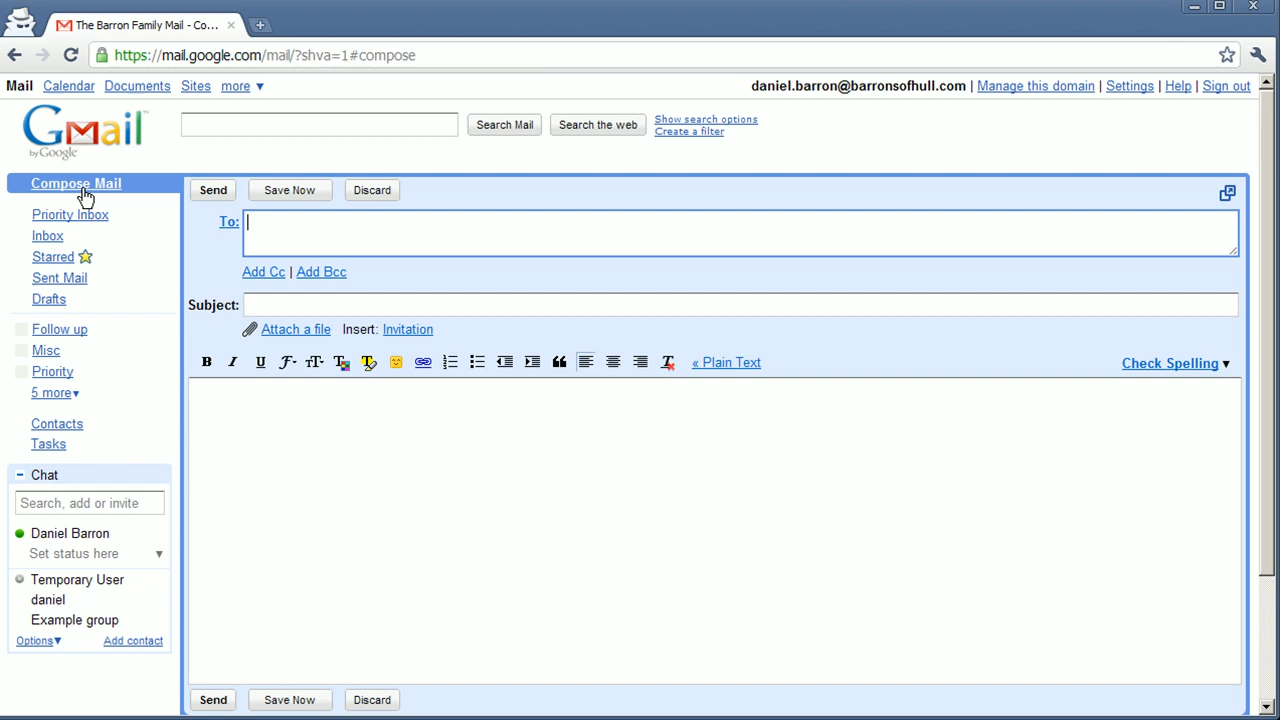 The Barron Family Mail - Co...
https://mail.google.com/mail/?shva=1#compose
Mail Calendar Documents Sites more ▼
daniel.barron@barronsofhull.com | Manage this domain | Settings | Help | Sign out
Gmail
by Google
Search Mail Search the web
Show search options
Create a filter
Compose Mail
Priority Inbox
Inbox
Starred
Sent Mail
Drafts
Follow up
Misc
Priority
5 more▼
Contacts
Tasks
Chat
Search, add or invite
Daniel Barron
Set status here ▼
Temporary User
daniel
Example group
Options▼ Add contact
Send Save Now Discard
To:
Add Cc | Add Bcc
Subject:
Attach a file Insert: Invitation
B I U F TT T T « Plain Text Check Spelling ▼
Send Save Now Discard